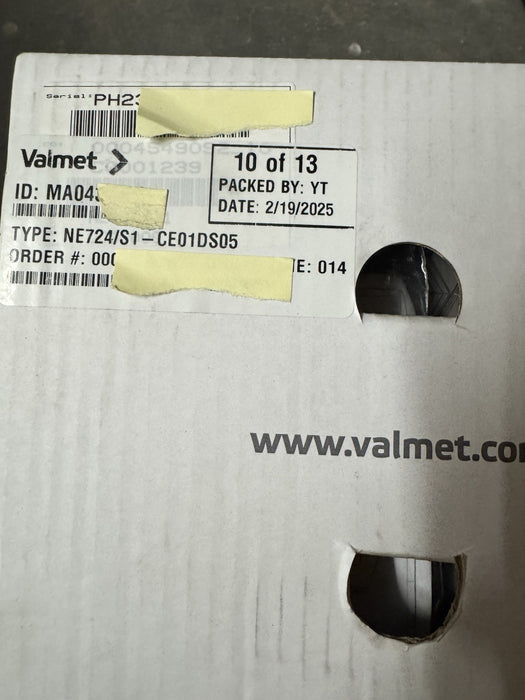 Serial: PH23
Valmet
ID: MA04
10 of 13
PACKED BY: YT
DATE: 2/19/2025
TYPE: NE724/S1-CE01DS05
ORDER #: 000
E: 014
www.valmet.co